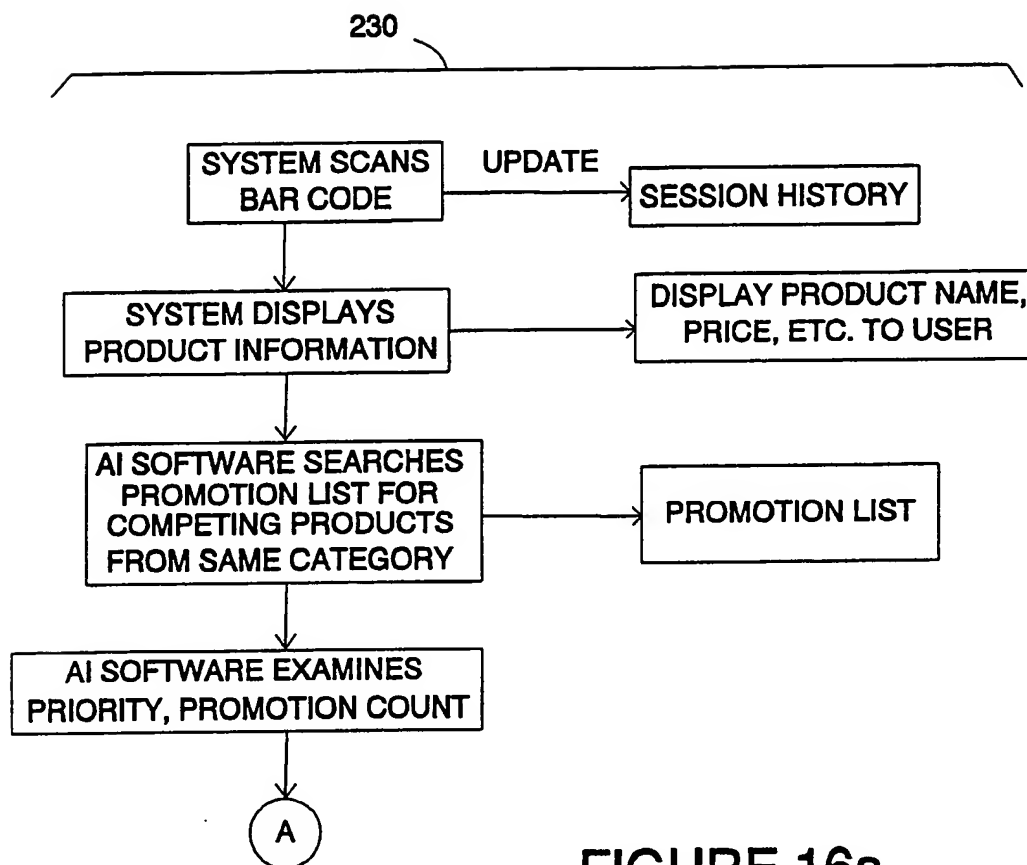 230
SYSTEM SCANS
BAR CODE
UPDATE
SESSION HISTORY
SYSTEM DISPLAYS
PRODUCT INFORMATION
DISPLAY PRODUCT NAME,
PRICE, ETC. TO USER
AI SOFTWARE SEARCHES
PROMOTION LIST FOR
COMPETING PRODUCTS
FROM SAME CATEGORY
PROMOTION LIST
AI SOFTWARE EXAMINES
PRIORITY, PROMOTION COUNT
A
FIGURE 16a